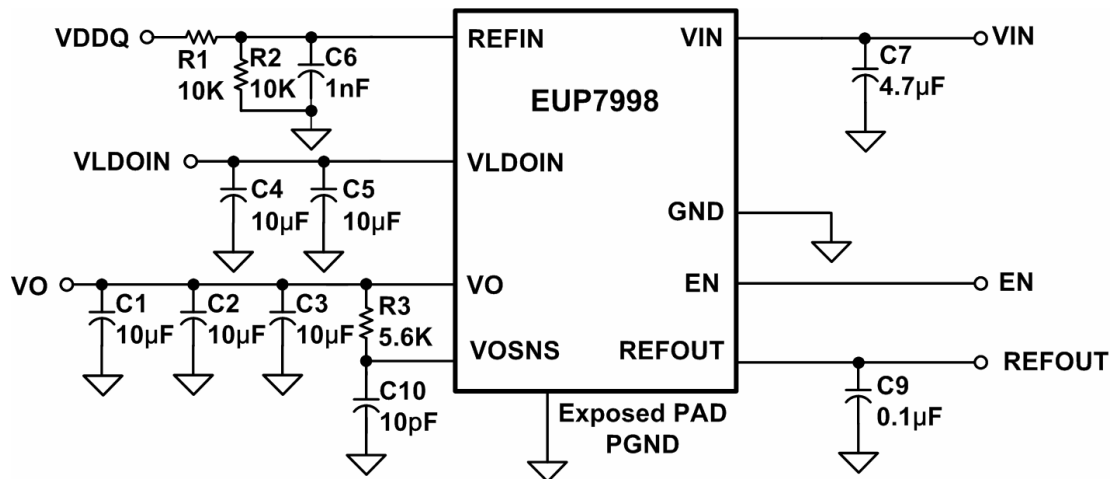 VDDQ
R1
10K
R2
10K
C6
1nF
REFIN
VIN
EUP7998
C7
4.7µF
VIN
VLDOIN
C4
10µF
C5
10µF
VLDOIN
GND
VO
C1
10µF
C2
10µF
C3
10µF
R3
5.6K
VO
EN
EN
VOSNS
REFOUT
REFOUT
C10
10pF
C9
0.1µF
Exposed PAD
PGND